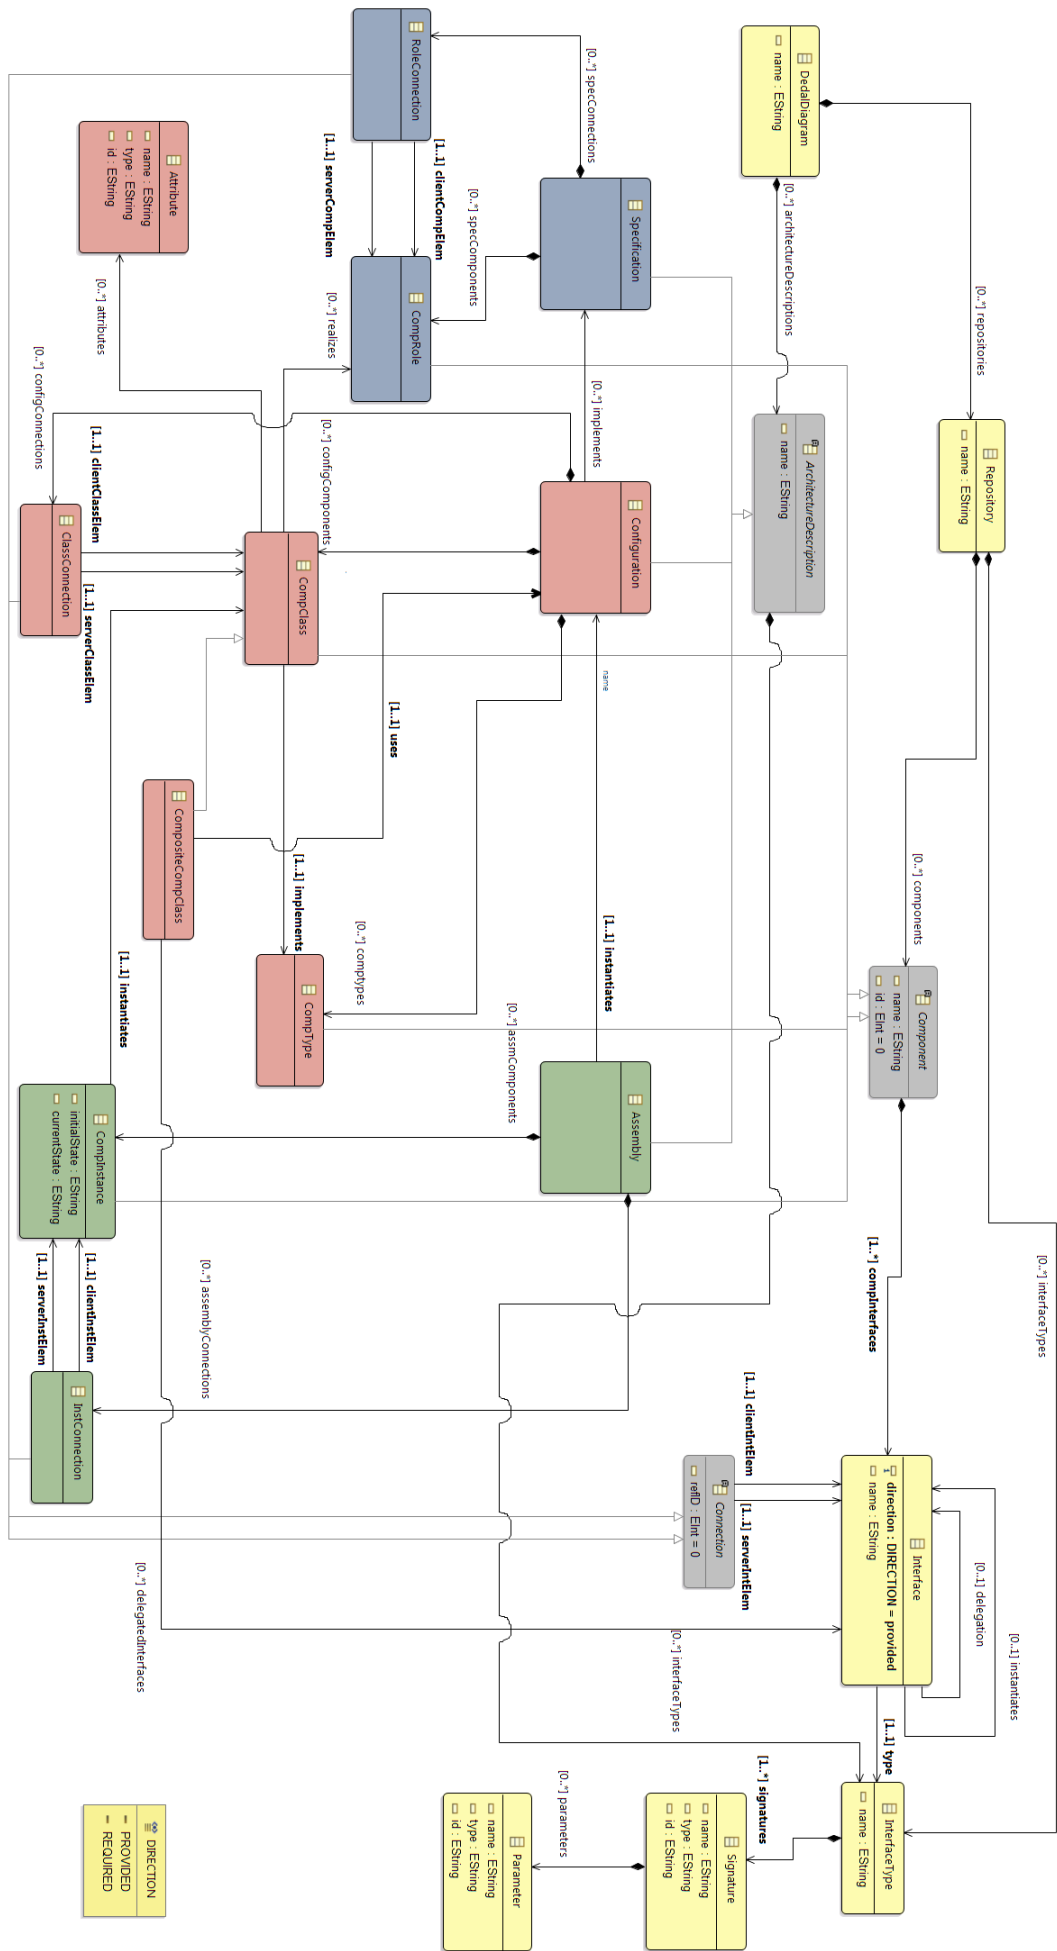 DedalDiagram
name : EString
[0..*] repositories
[0..*] architectureDescriptions
Repository
name : EString
[0..*] interfaceTypes
[0..*] components
Component
name : EString
id : EInt = 0
[1..*] compInterfaces
Interface
direction : DIRECTION = provided
name : EString
[0..1] delegation
[0..1] instantiates
[1..1] type
InterfaceType
name : EString
[1..*] signatures
Signature
name : EString
type : EString
id : EString
[0..*] parameters
Parameter
name : EString
type : EString
id : EString
ArchitectureDescription
name : EString
[0..*] interfaceTypes
Connection
refID : EInt = 0
[1..1] clientIntElem
[1..1] serverIntElem
Specification
[0..*] specConnections
[0..*] specComponents
RoleConnection
[1..1] clientCompElem
[1..1] serverCompElem
CompRole
[0..*] realizes
[0..*] implements
Configuration
[0..*] configComponents
[0..*] configConnections
name
[1..1] instantiates
Assembly
[0..*] assmComponents
[0..*] assemblyConnections
Attribute
name : EString
type : EString
id : EString
[0..*] attributes
CompClass
[1..1] clientClassElem
[1..1] serverClassElem
ClassConnection
[1..1] uses
[1..1] implements
CompositeCompClass
[0..*] comptypes
CompType
[1..1] instantiates
CompInstance
initialState : EString
currentState : EString
[1..1] clientInstElem
[1..1] serverInstElem
InstConnection
[0..*] delegatedInterfaces
DIRECTION
PROVIDED
REQUIRED